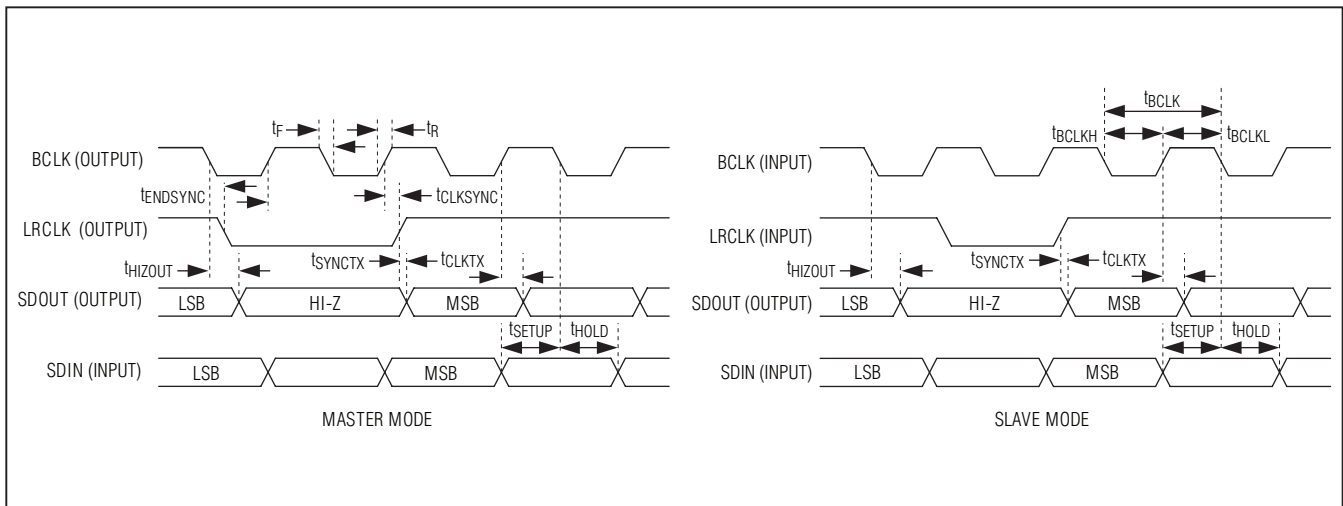 tF
tR
BCLK (OUTPUT)
tENDSYNC
tCLKSYNC
LRCLK (OUTPUT)
tHIZOUT
tSYNCTX
tCLKTX
SDOUT (OUTPUT)
LSB
HI-Z
MSB
tSETUP
tHOLD
SDIN (INPUT)
LSB
MSB
MASTER MODE
tBCLK
tBCLKH
tBCLKL
BCLK (INPUT)
LRCLK (INPUT)
tHIZOUT
tSYNCTX
tCLKTX
SDOUT (OUTPUT)
LSB
HI-Z
MSB
tSETUP
tHOLD
SDIN (INPUT)
LSB
MSB
SLAVE MODE